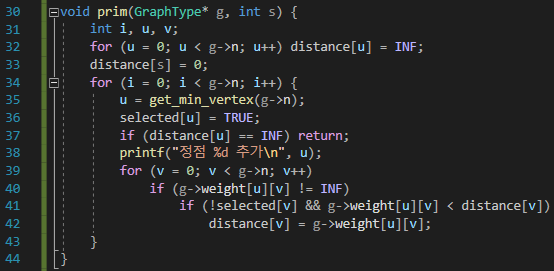 30 void prim(GraphType* g, int s) {
31     int i, u, v;
32     for (u = 0; u < g->n; u++) distance[u] = INF;
33     distance[s] = 0;
34     for (i = 0; i < g->n; i++) {
35         u = get_min_vertex(g->n);
36         selected[u] = TRUE;
37         if (distance[u] == INF) return;
38         printf("정점 %d 추가\n", u);
39         for (v = 0; v < g->n; v++)
40             if (g->weight[u][v] != INF)
41                 if (!selected[v] && g->weight[u][v] < distance[v])
42                     distance[v] = g->weight[u][v];
43     }
44 }